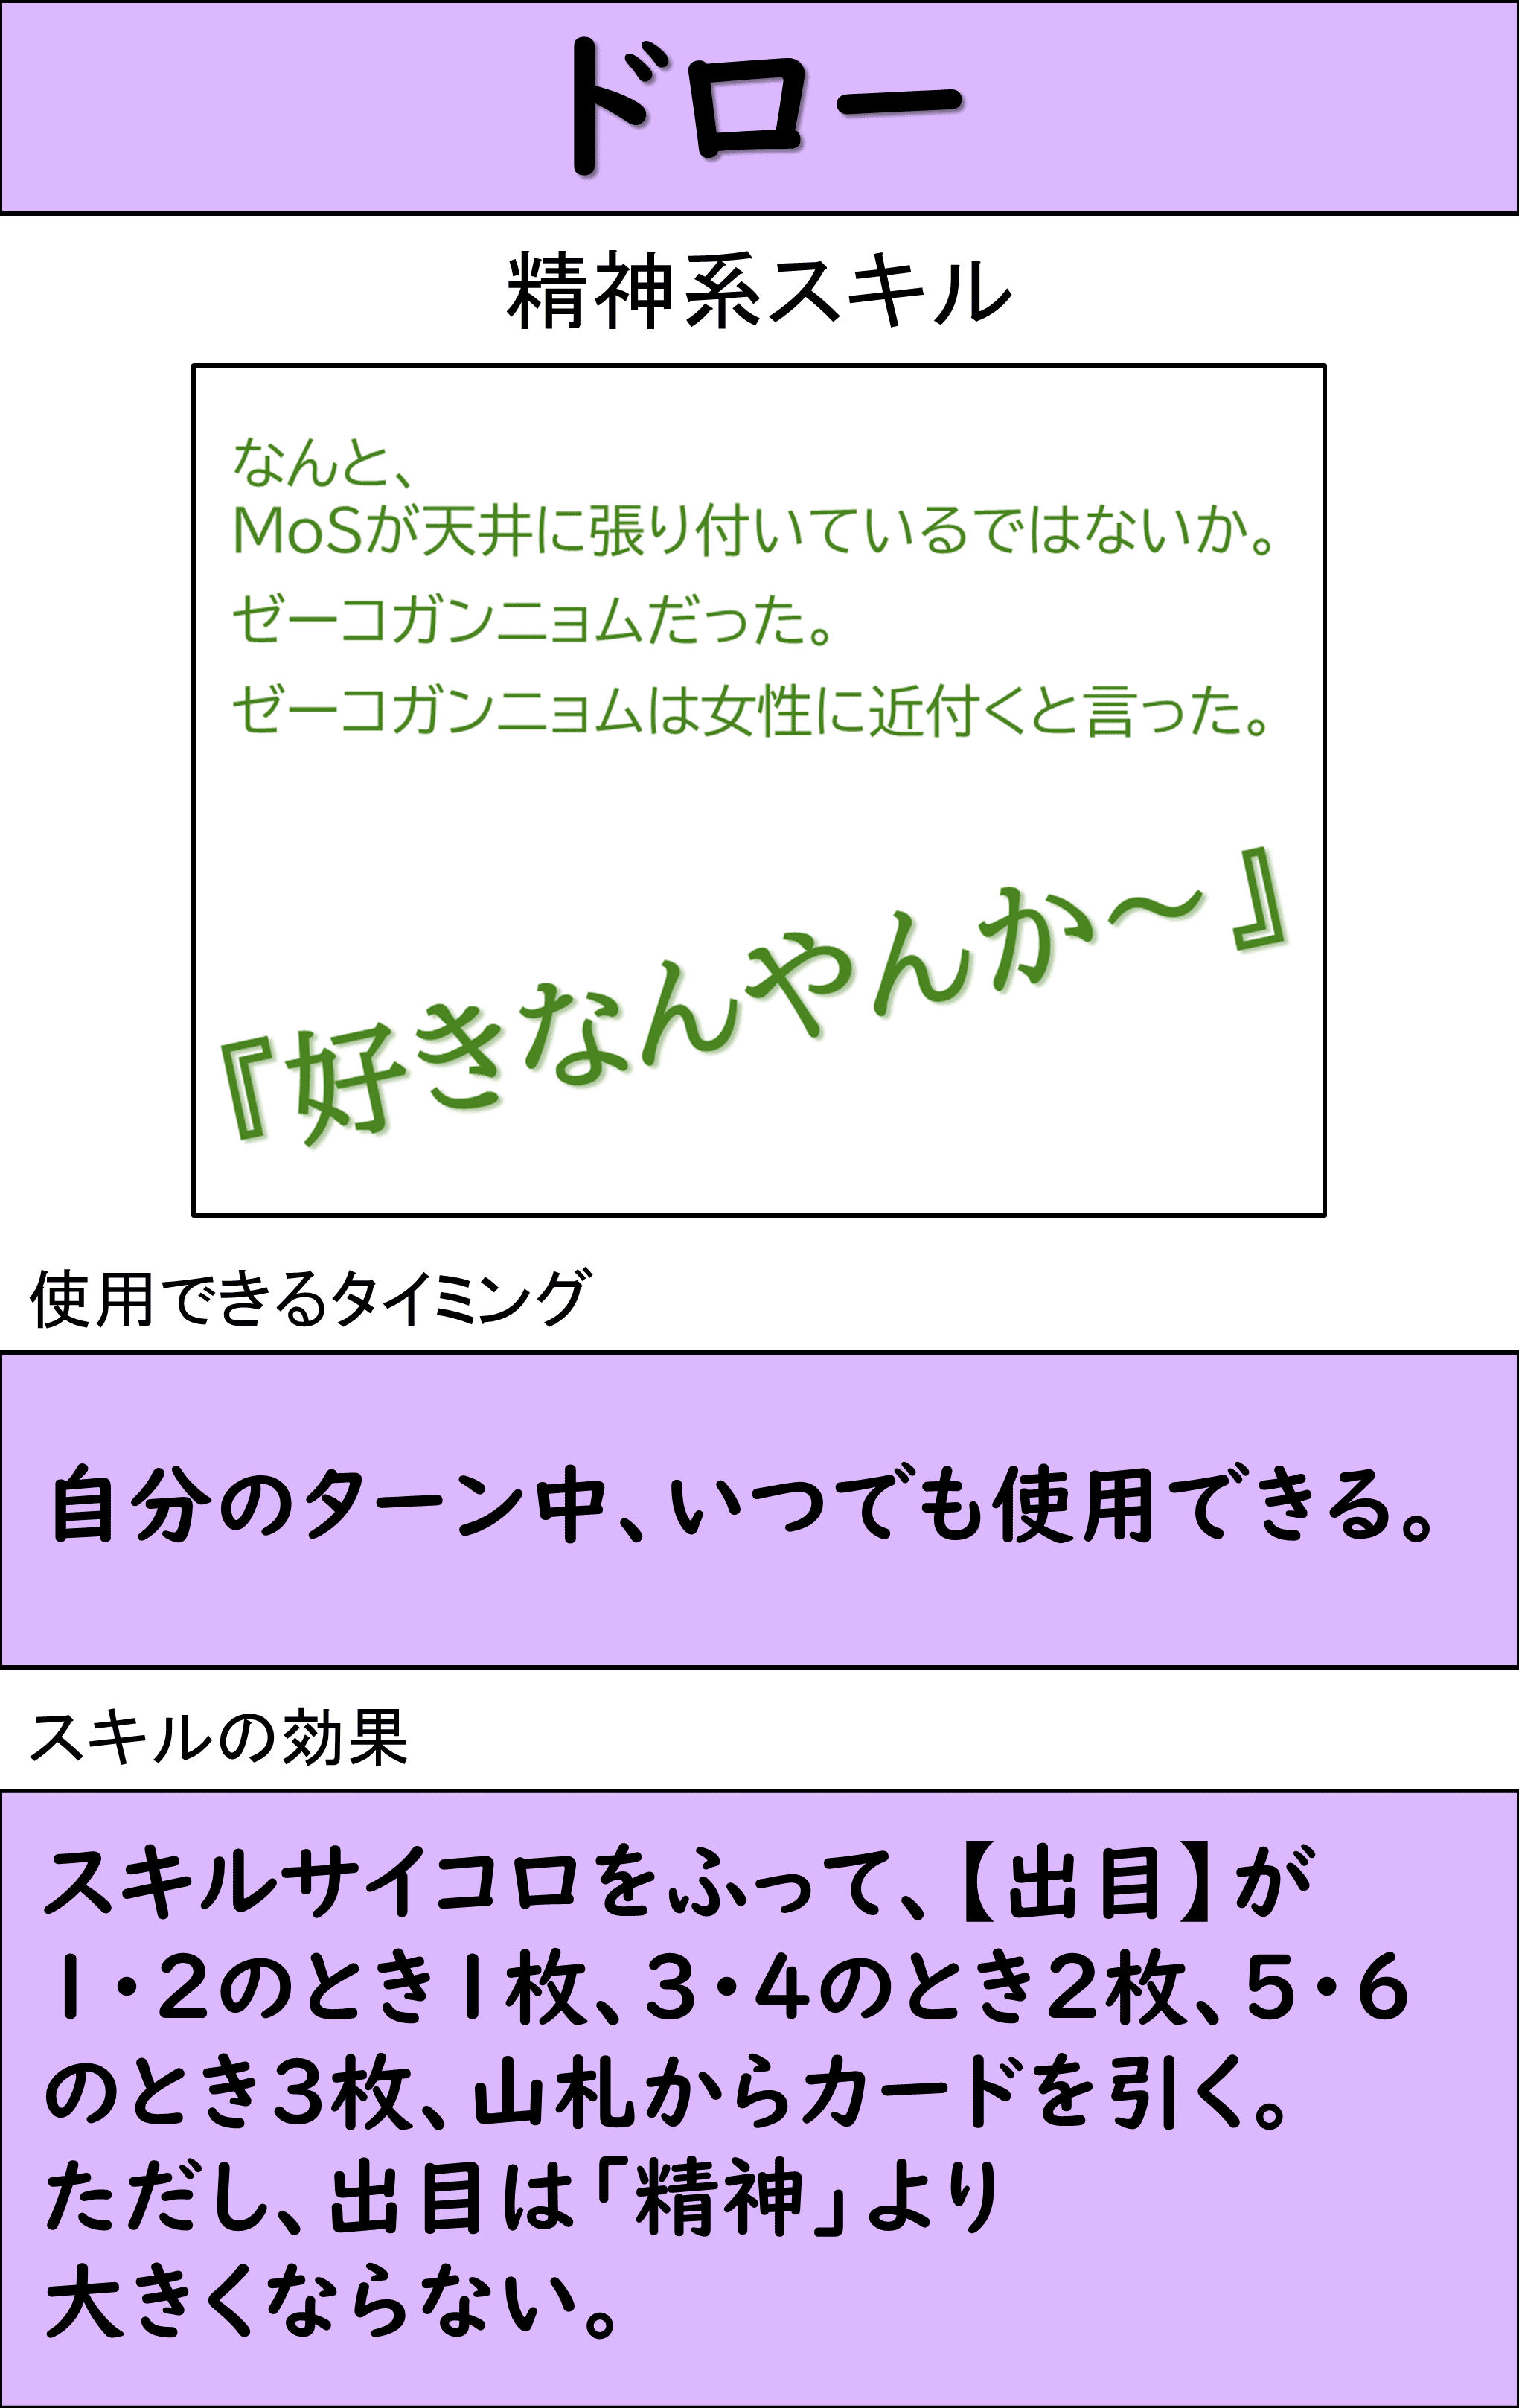 ドロー
精神系スキル
なんと、
MoSが天井に張り付いているではないか。
ゼーコガンニョムだった。
ゼーコガンニョムは女性に近付くと言った。
『好きなんやんか～』
使用できるタイミング
自分のターン中、いつでも使用できる。
スキルの効果
スキルサイコロをふって、【出目】が
1・2のとき1枚、3・4のとき2枚、5・6
のとき3枚、山札からカードを引く。
ただし、出目は「精神」より
大きくならない。